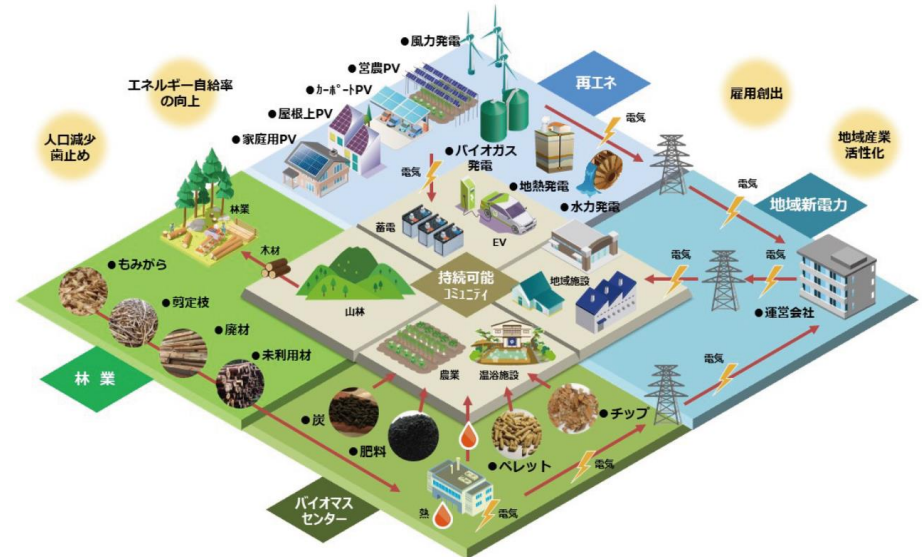 ●風力発電
●営農PV
●ｶｰﾎﾟｰﾄPV
●屋根上PV
●家庭用PV
再エネ
雇用創出
エネルギー自給率
の向上
人口減少
歯止め
地域産業
活性化
電気
●バイオガス
発電
●地熱発電
●水力発電
電気
電気
地域新電力
林業
木材
蓄電
EV
持続可能
コミュニティ
地域施設
電気
電気
●運営会社
山林
●もみがら
●剪定枝
●廃材
●未利用材
林業
農業
温浴施設
●炭
●肥料
●ペレット
●チップ
電気
電気
熱
電気
バイオマス
センター